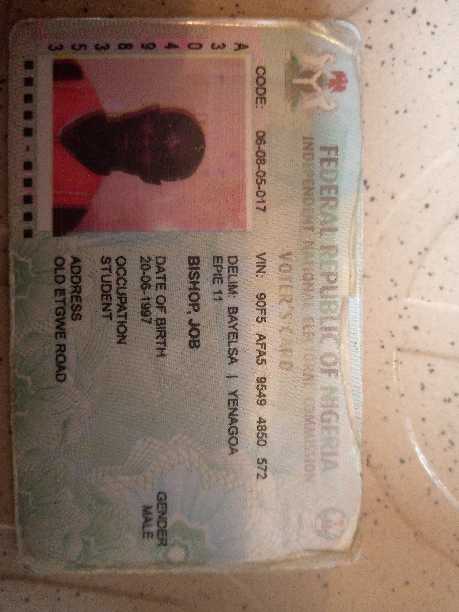 FEDERAL REPUBLIC OF NIGERIA
INDEPENDENT NATIONAL ELECTORAL COMMISSION
VOTER'S CARD
CODE: 06-08-05-017
VIN: 90F5 AFA5 9549 4850 572
DELIM: BAYELSA | YENAGOA
EPIE 11
BISHOP, JOB
DATE OF BIRTH
20-06-1997
GENDER
MALE
OCCUPATION
STUDENT
ADDRESS
OLD ETGWE ROAD
A
3
0
4
9
8
3
5
3